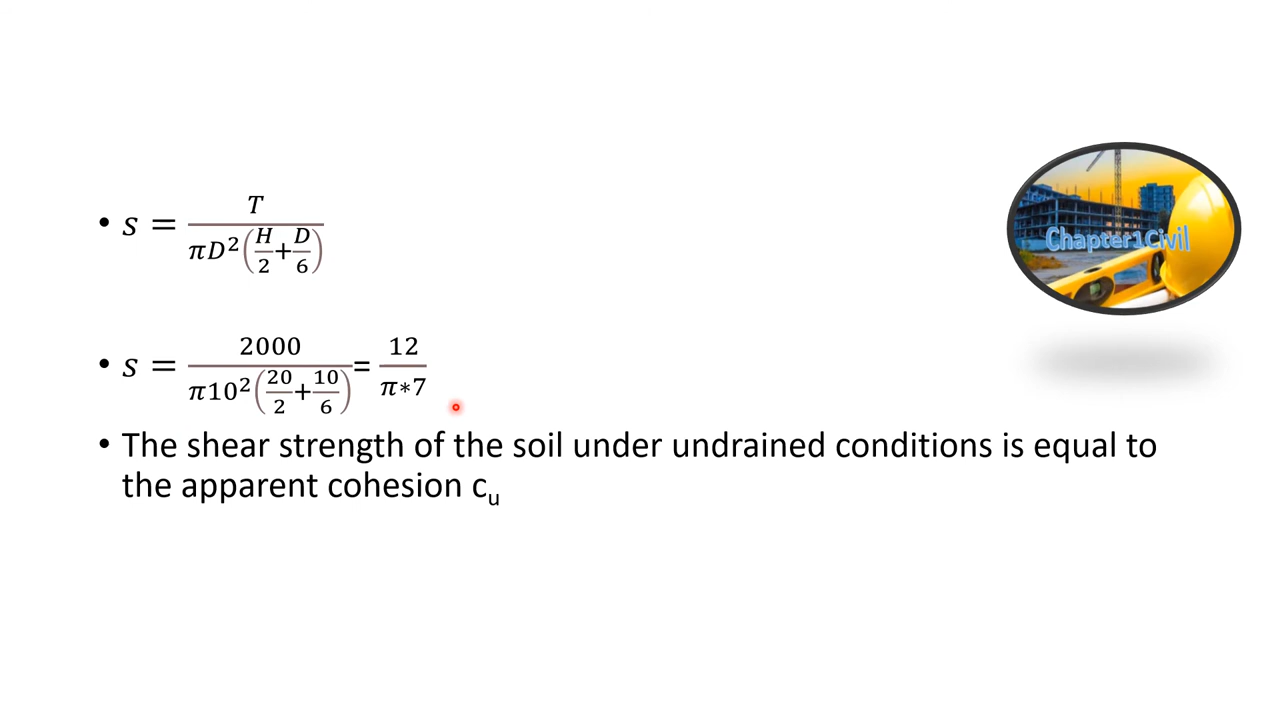 Chapter1Civil
• s = T / πD²(H/2 + D/6)
• s = 2000 / π10²(20/2 + 10/6) = 12 / π∗7
• The shear strength of the soil under undrained conditions is equal to
the apparent cohesion cᵤ